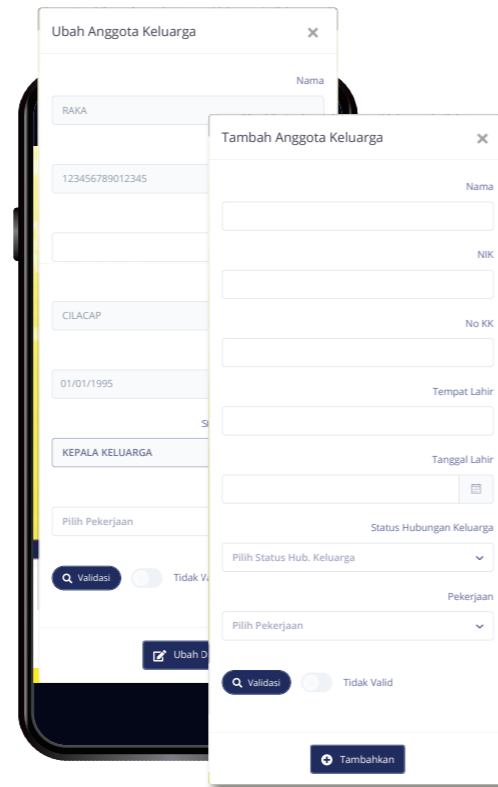 Ubah Anggota Keluarga
Nama
RAKA
123456789012345
CILACAP
01/01/1995
KEPALA KELUARGA
Pilih Pekerjaan
Validasi
Tidak
Ubah
Tambah Anggota Keluarga
Nama
NIK
No KK
Tempat Lahir
Tanggal Lahir
Status Hubungan Keluarga
Pilih Status Hub. Keluarga
Pekerjaan
Pilih Pekerjaan
Validasi
Tidak Valid
Tambahkan